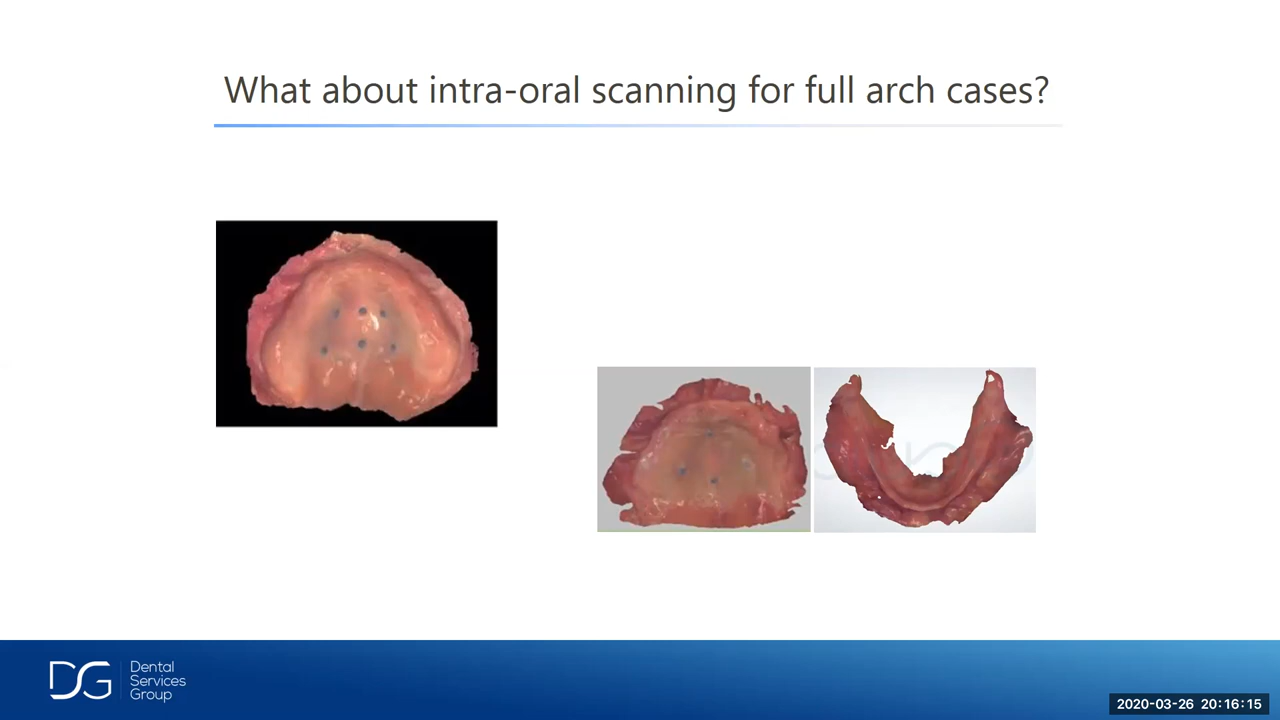 What about intra-oral scanning for full arch cases?
DG
Dental
Services
Group
2020-03-26 20:16:15